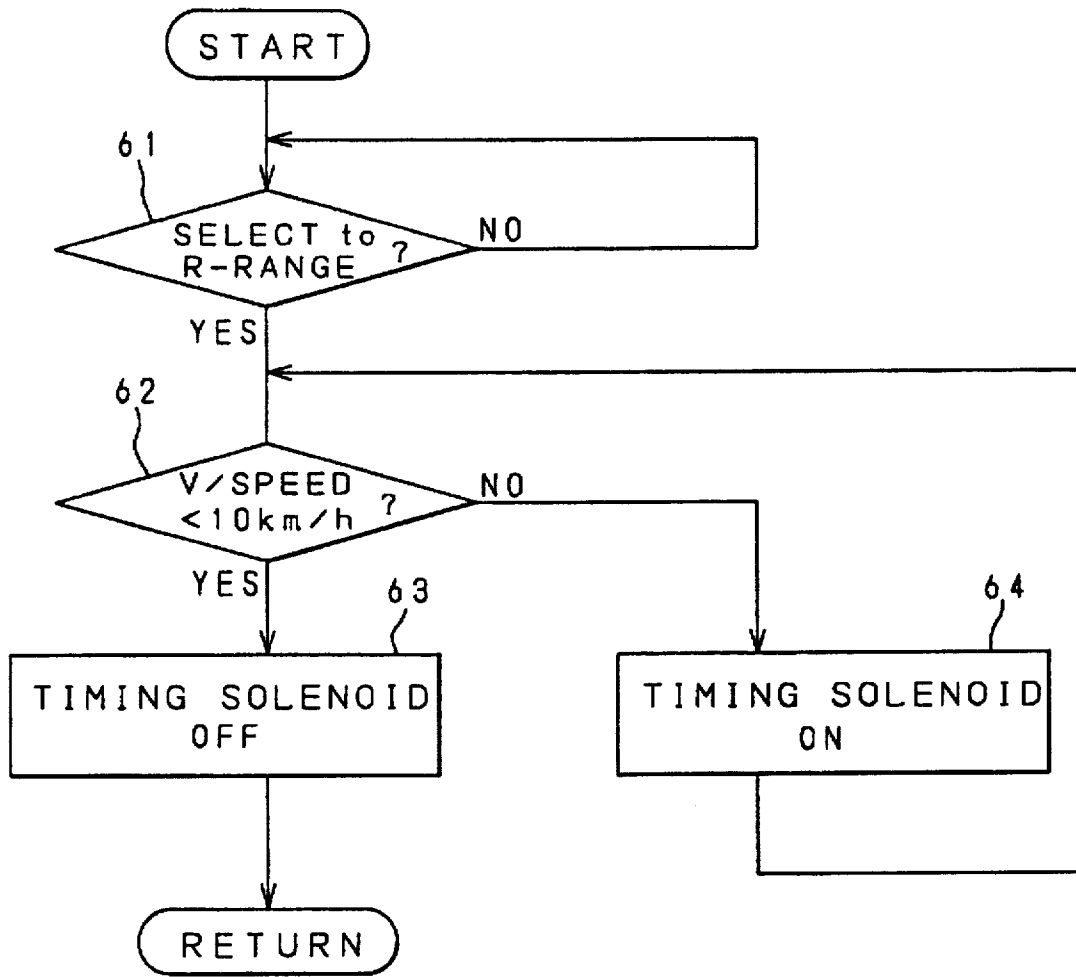 START
61
SELECT to
R-RANGE ?
NO
YES
62
V/SPEED
<10km/h ?
NO
YES
63
64
TIMING SOLENOID
OFF
TIMING SOLENOID
ON
RETURN